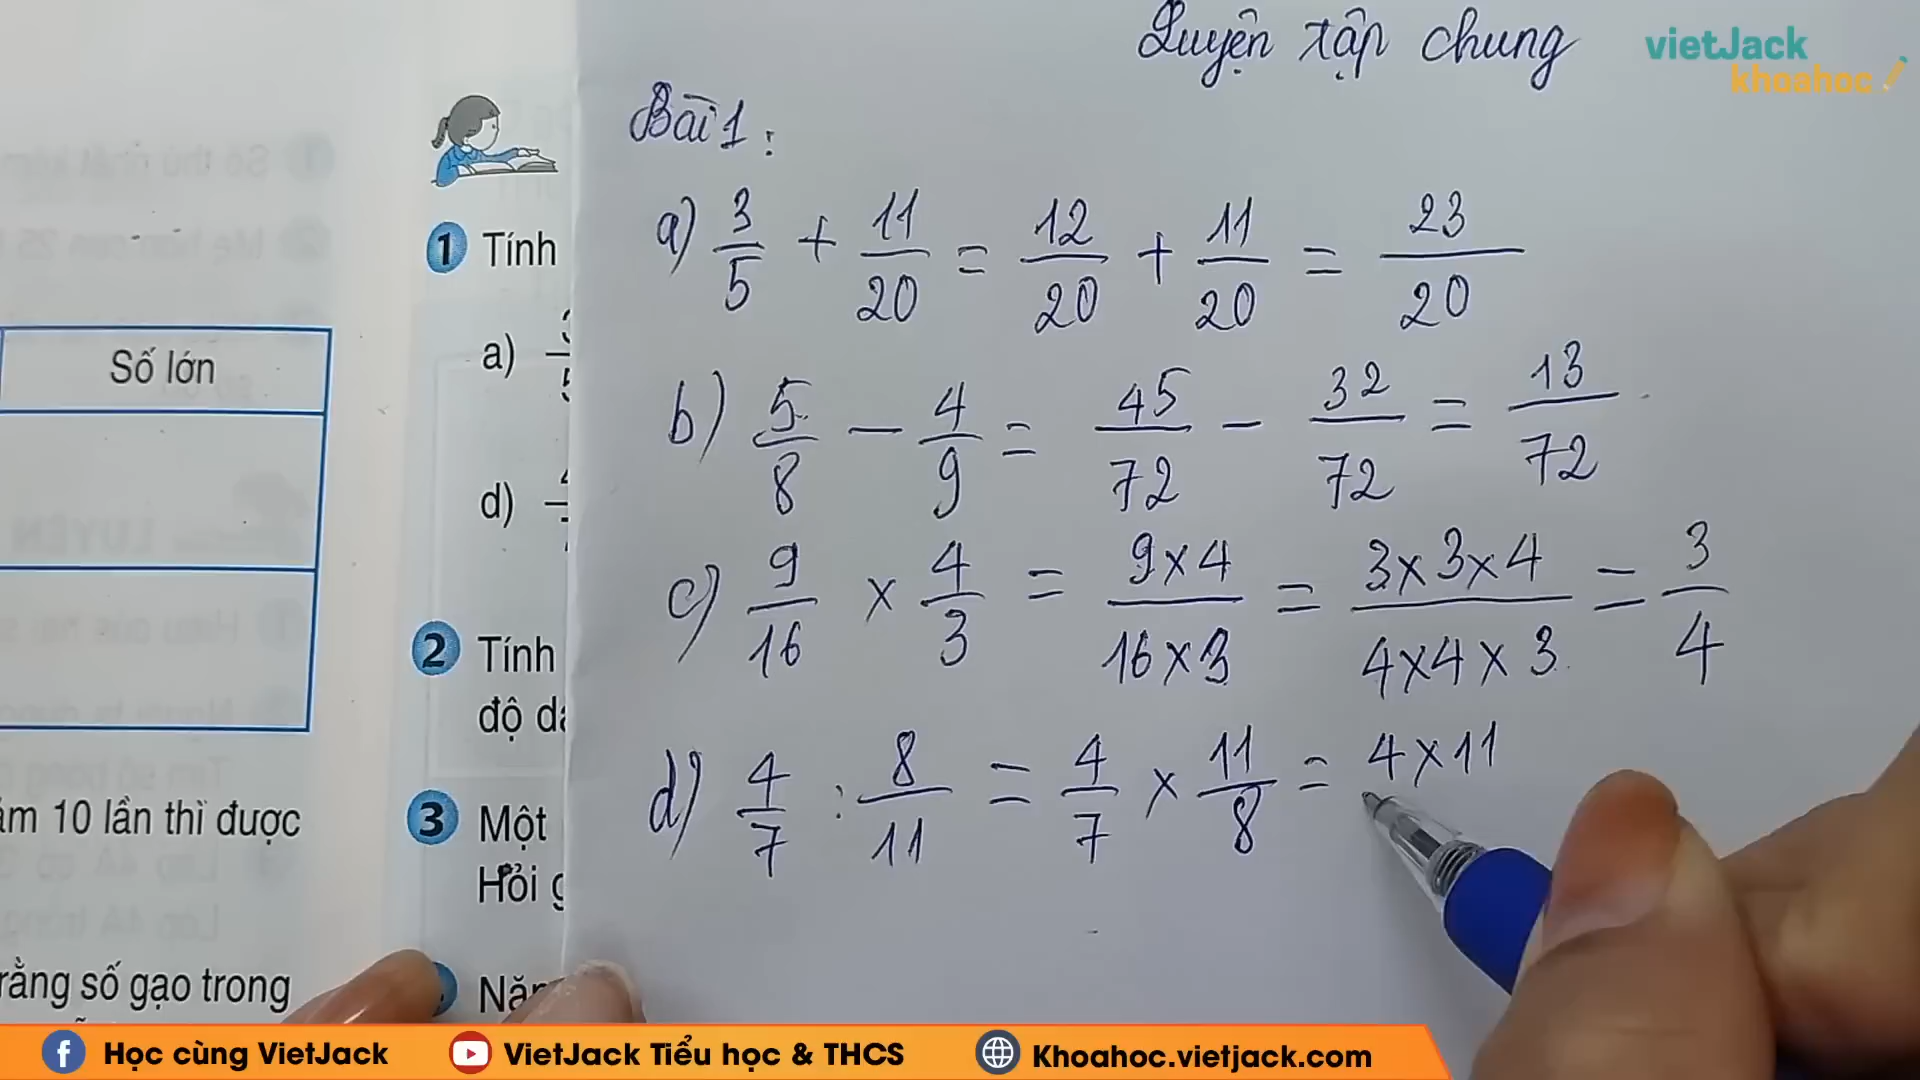 Luyện tập chung
vietJack
khoahoc
Bài 1:
a) 3/5 + 11/20 = 12/20 + 11/20 = 23/20
b) 5/8 - 4/9 = 45/72 - 32/72 = 13/72
c) 9/16 × 4/3 = 9×4/16×3 = 3×3×4/4×4×3 = 3/4
d) 4/7 : 8/11 = 4/7 × 11/8 = 4×11
Số lớn
10 lần thì được
rằng số gạo trong
1 Tính
a)
d)
2 Tính
độ
3 Một
Hỏi
Học cùng VietJack
VietJack Tiểu học & THCS
Khoahoc.vietjack.com